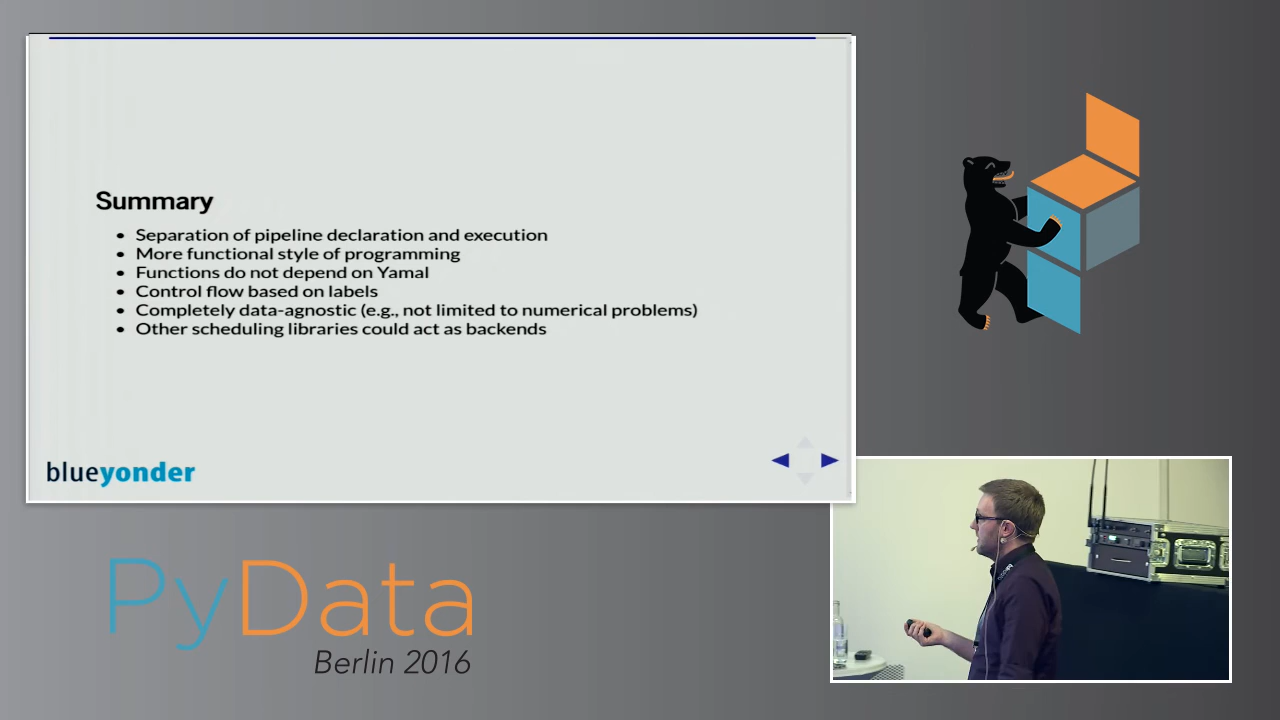 Summary
• Separation of pipeline declaration and execution
• More functional style of programming
• Functions do not depend on Yamal
• Control flow based on labels
• Completely data-agnostic (e.g., not limited to numerical problems)
• Other scheduling libraries could act as backends
blueyonder
PyData
Berlin 2016